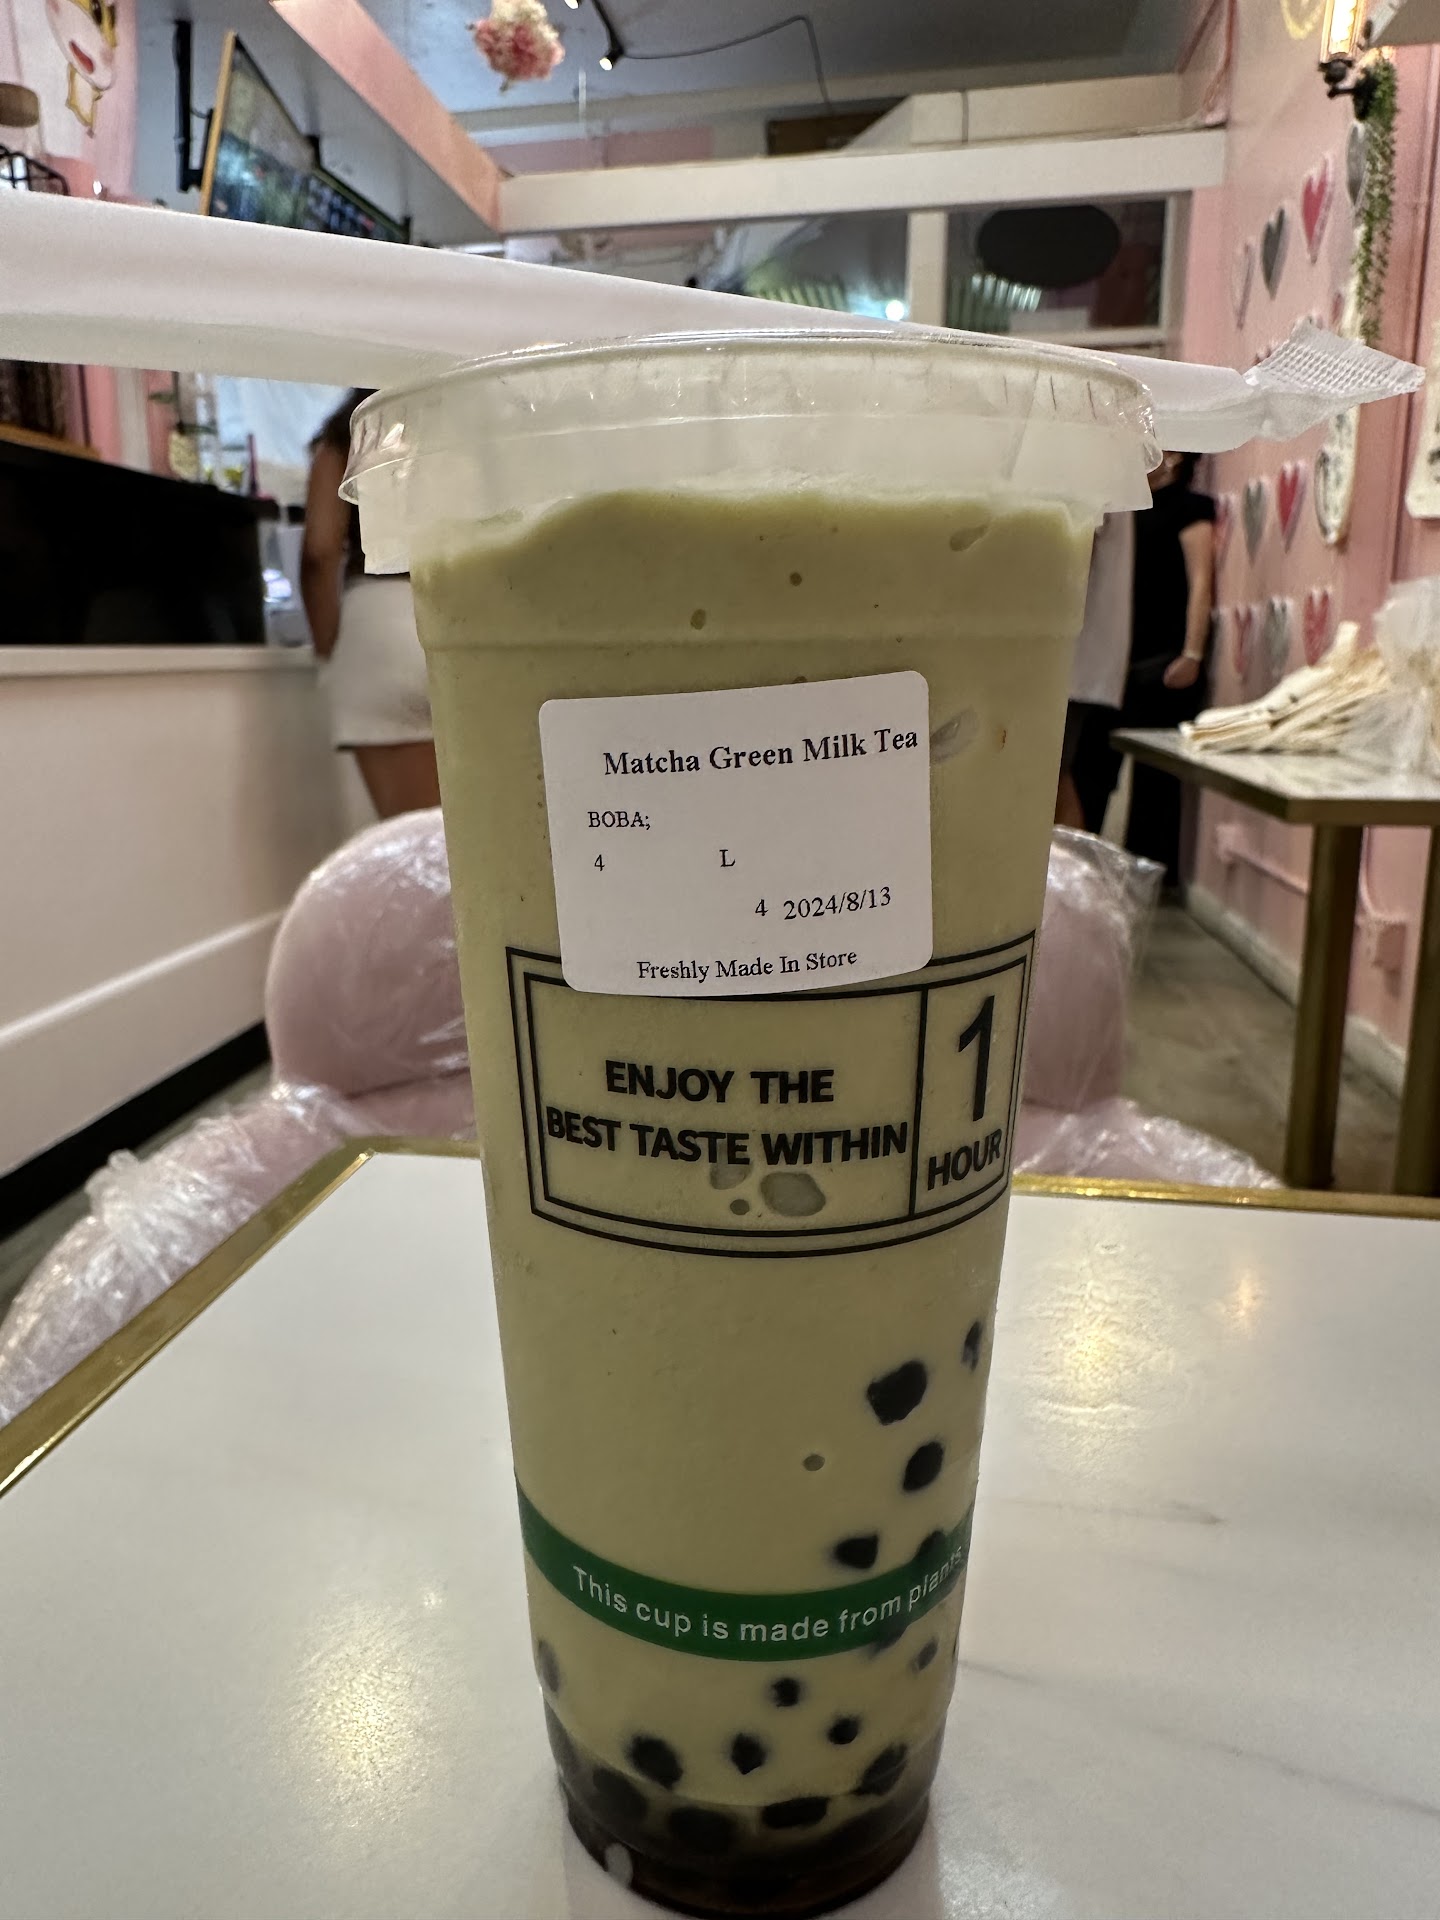 Matcha Green Milk Tea
BOBA;
4 L
4 2024/8/13
Freshly Made In Store
ENJOY THE
BEST TASTE WITHIN
1
HOUR
This cup is made from plants